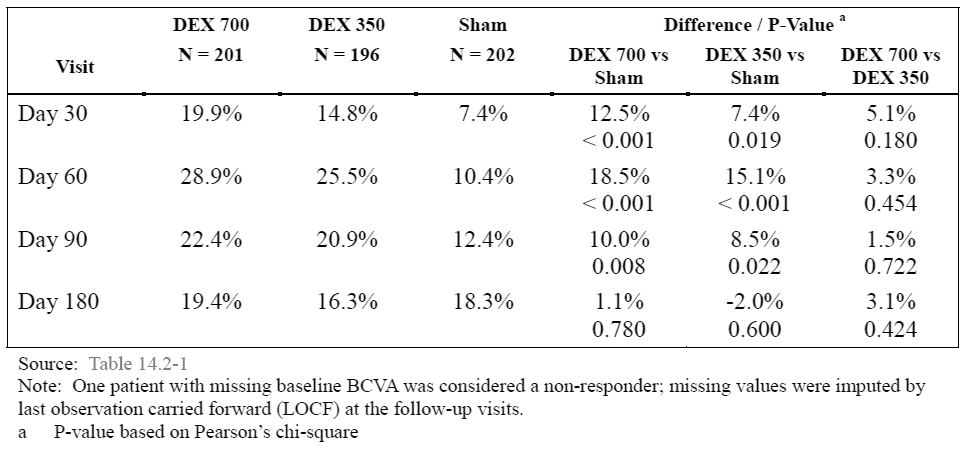 DEX 700 DEX 350 Sham Difference / P-Value a
Visit N = 201 N = 196 N = 202 DEX 700 vs Sham DEX 350 vs Sham DEX 700 vs DEX 350
Day 30 19.9% 14.8% 7.4% 12.5% 7.4% 5.1%
< 0.001 0.019 0.180
Day 60 28.9% 25.5% 10.4% 18.5% 15.1% 3.3%
< 0.001 < 0.001 0.454
Day 90 22.4% 20.9% 12.4% 10.0% 8.5% 1.5%
0.008 0.022 0.722
Day 180 19.4% 16.3% 18.3% 1.1% -2.0% 3.1%
0.780 0.600 0.424
Source: Table 14.2-1
Note: One patient with missing baseline BCVA was considered a non-responder; missing values were imputed by
last observation carried forward (LOCF) at the follow-up visits.
a P-value based on Pearson's chi-square